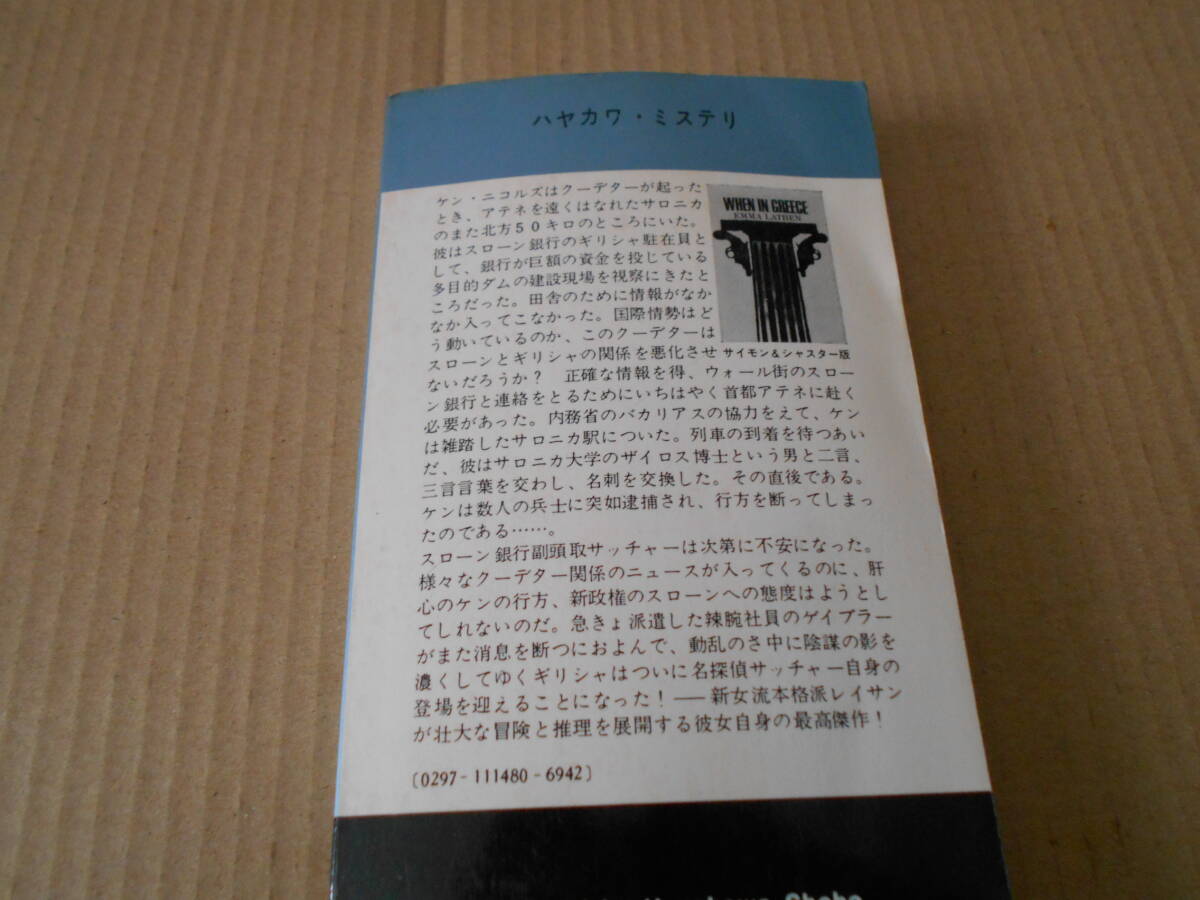 ハヤカワ・ミステリ
ケン・ニコルズはクーデターが起った
とき、アテネを遠くはなれたサロニカ
のまた北方50キロのところにいた。
彼はスローン銀行のギリシャ駐在員と
して、銀行が巨額の資金を投じている
多目的ダムの建設現場を視察にきたと
ころだった。田舎のために情報がなか
なか入ってこなかった。国際情勢はど
う動いているのか、このクーデターは
スローンとギリシャの関係を悪化させ
ないだろうか? 正確な情報を得、ウォール街のスロー
ン銀行と連絡をとるためにいちはやく首都アテネに赴く
必要があった。内務省のバカリアスの協力をえて、ケン
は雑踏したサロニカ駅についた。列車の到着を待つあい
だ、彼はサロニカ大学のザイロス博士という男と二言、
三言言葉を交わし、名刺を交換した。その直後である。
ケンは数人の兵士に突如逮捕され、行方を断ってしまっ
たのである……。
スローン銀行副頭取サッチャーは次第に不安になった。
様々なクーデター関係のニュースが入ってくるのに、肝
心のケンの行方、新政権のスローンへの態度はようとし
てしれないのだ。急きょ派遣した辣腕社員のゲイブラー
がまた消息を断つにおよんで、動乱のさ中に陰謀の影を
濃くしてゆくギリシャはついに名探偵サッチャー自身の
登場を迎えることになった!――新女流本格派レイサン
が壮大な冒険と推理を展開する彼女自身の最高傑作!
WHEN IN GREECE
EMMA LATHEN
サイモン&シャスター版
〔0297-111480-6942〕